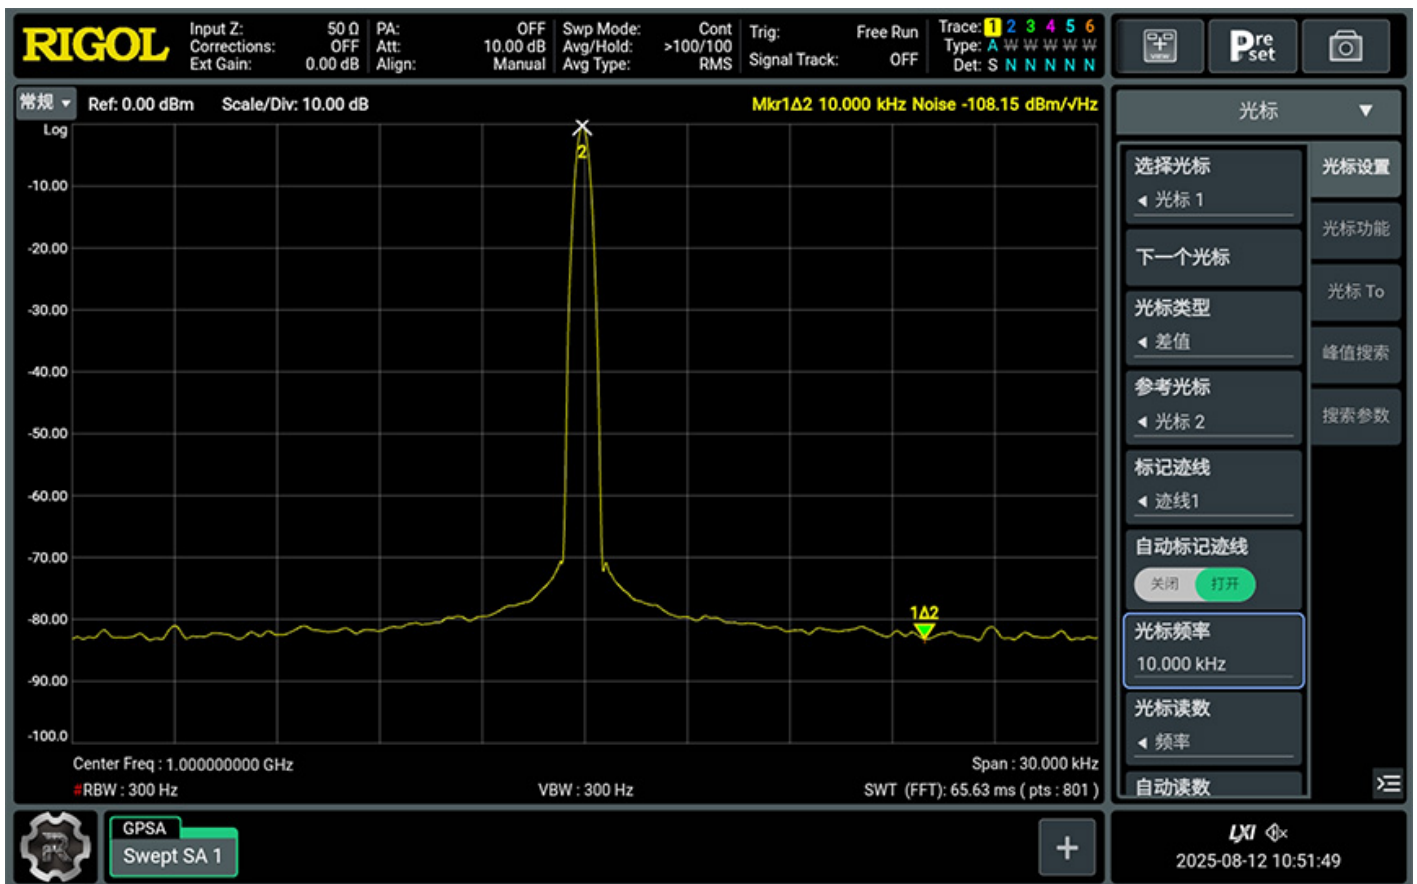 RIGOL
Input Z: 50 Ω
Corrections: OFF
Ext Gain: 0.00 dB
PA: OFF
Att: 10.00 dB
Align: Manual
Swp Mode: Cont
Avg/Hold: >100/100
Avg Type: RMS
Trig: Free Run
Signal Track: OFF
Trace: 1 2 3 4 5 6
Type: A W W W W W
Det: S N N N N N
VIEW
Preset
常规 Ref: 0.00 dBm Scale/Div: 10.00 dB Mkr1Δ2 10.000 kHz Noise -108.15 dBm/√Hz
Log
2
-10.00
-20.00
-30.00
-40.00
-50.00
-60.00
-70.00
-80.00
1Δ2
-90.00
-100.0
Center Freq : 1.000000000 GHz Span : 30.000 kHz
#RBW : 300 Hz VBW : 300 Hz SWT (FFT): 65.63 ms ( pts : 801 )
光标
选择光标
光标 1
下一个光标
光标类型
差值
参考光标
光标 2
标记迹线
迹线1
自动标记迹线
关闭 打开
光标频率
10.000 kHz
光标读数
频率
自动读数
光标设置
光标功能
光标 To
峰值搜索
搜索参数
R
GPSA
Swept SA 1
+
LXI
2025-08-12 10:51:49